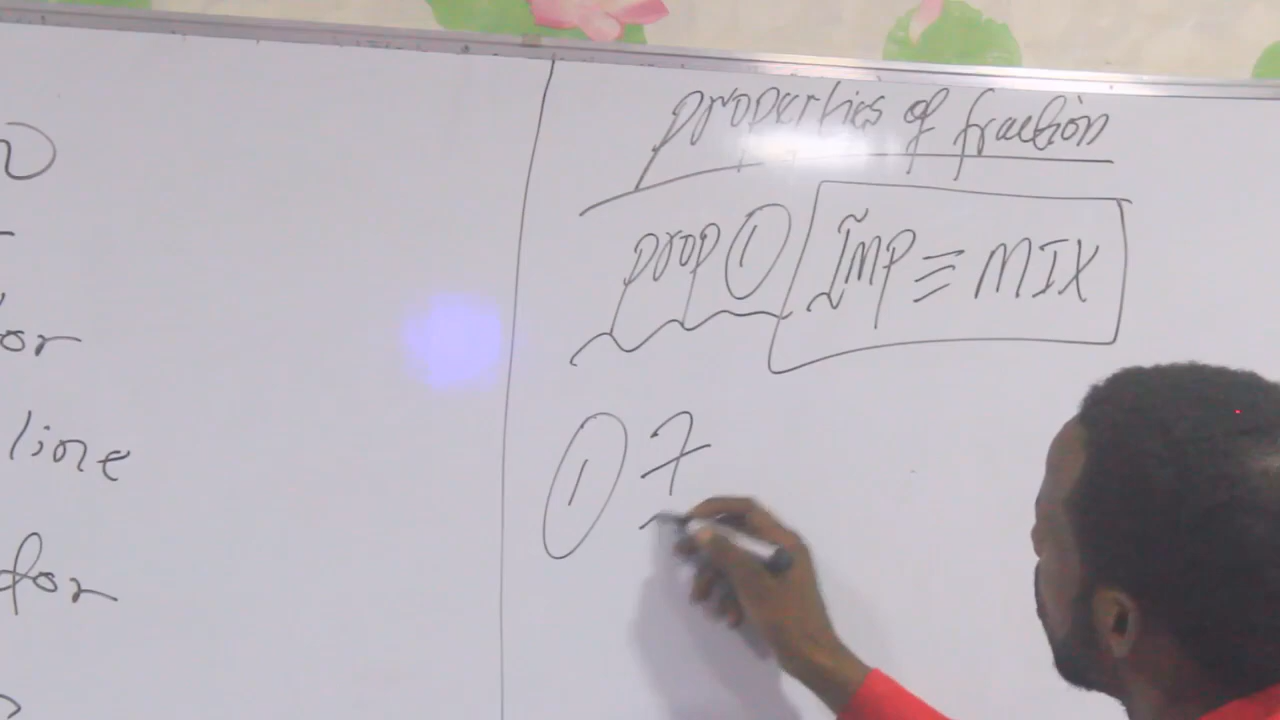 or
line
for
properties of fraction
prop ① IMP ≡ MIX
① 7